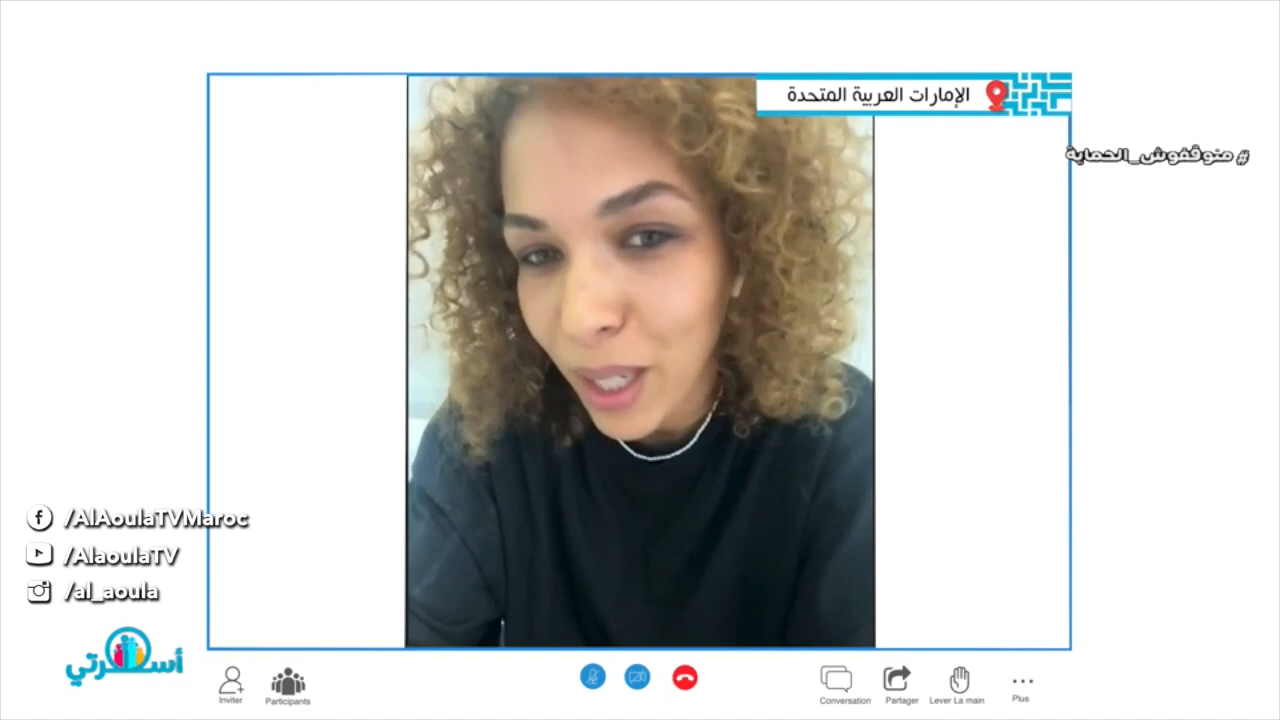 الإمارات العربية المتحدة
# منوقفوش_الحماية
/AlAoulaTVMaroc
/AlaoulaTV
/al_aoula
أسرتي
Inviter
Participants
Conversation
Partager
Lever La main
Plus